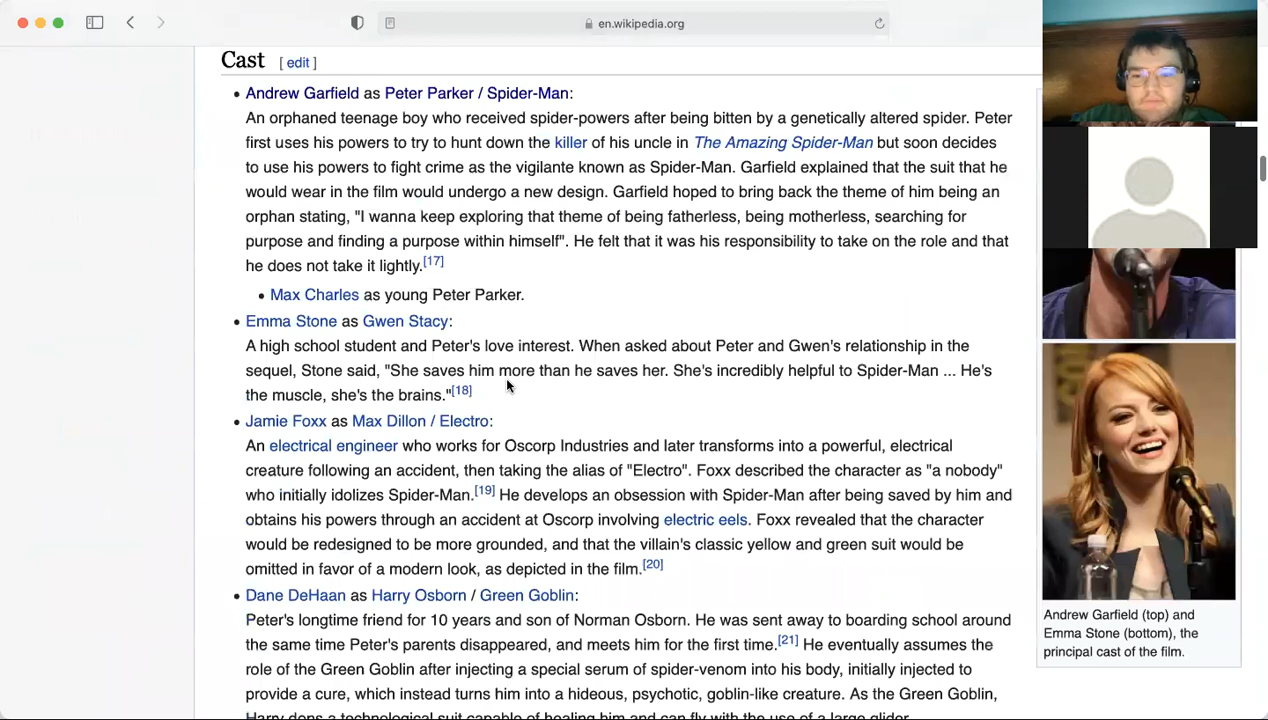 en.wikipedia.org
Cast [ edit ]
• Andrew Garfield as Peter Parker / Spider-Man:
An orphaned teenage boy who received spider-powers after being bitten by a genetically altered spider. Peter
first uses his powers to try to hunt down the killer of his uncle in The Amazing Spider-Man but soon decides
to use his powers to fight crime as the vigilante known as Spider-Man. Garfield explained that the suit that he
would wear in the film would undergo a new design. Garfield hoped to bring back the theme of him being an
orphan stating, "I wanna keep exploring that theme of being fatherless, being motherless, searching for
purpose and finding a purpose within himself". He felt that it was his responsibility to take on the role and that
he does not take it lightly.[17]
• Max Charles as young Peter Parker.
• Emma Stone as Gwen Stacy:
A high school student and Peter's love interest. When asked about Peter and Gwen's relationship in the
sequel, Stone said, "She saves him more than he saves her. She's incredibly helpful to Spider-Man ... He's
the muscle, she's the brains."[18]
• Jamie Foxx as Max Dillon / Electro:
An electrical engineer who works for Oscorp Industries and later transforms into a powerful, electrical
creature following an accident, then taking the alias of "Electro". Foxx described the character as "a nobody"
who initially idolizes Spider-Man.[19] He develops an obsession with Spider-Man after being saved by him and
obtains his powers through an accident at Oscorp involving electric eels. Foxx revealed that the character
would be redesigned to be more grounded, and that the villain's classic yellow and green suit would be
omitted in favor of a modern look, as depicted in the film.[20]
• Dane DeHaan as Harry Osborn / Green Goblin:
Peter's longtime friend for 10 years and son of Norman Osborn. He was sent away to boarding school around
the same time Peter's parents disappeared, and meets him for the first time.[21] He eventually assumes the
role of the Green Goblin after injecting a special serum of spider-venom into his body, initially injected to
provide a cure, which instead turns him into a hideous, psychotic, goblin-like creature. As the Green Goblin,
Harry dons a technological suit capable of healing him and can fly with the use of a large glider.
Andrew Garfield (top) and
Emma Stone (bottom), the
principal cast of the film.